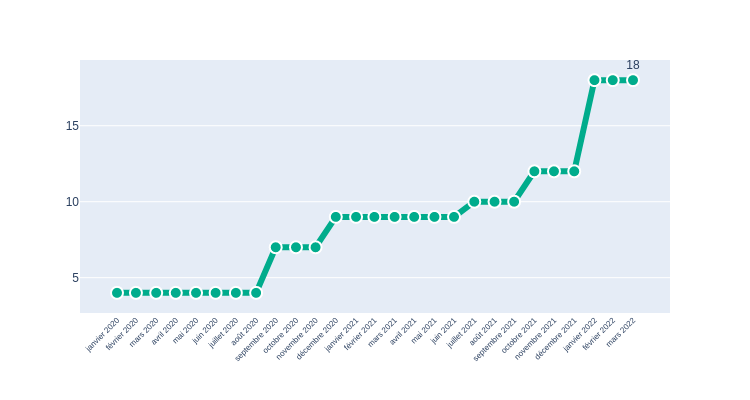 18
15
10
5
janvier 2020
février 2020
mars 2020
avril 2020
mai 2020
juin 2020
juillet 2020
août 2020
septembre 2020
octobre 2020
novembre 2020
décembre 2020
janvier 2021
février 2021
mars 2021
avril 2021
mai 2021
juin 2021
juillet 2021
août 2021
septembre 2021
octobre 2021
novembre 2021
décembre 2021
janvier 2022
février 2022
mars 2022